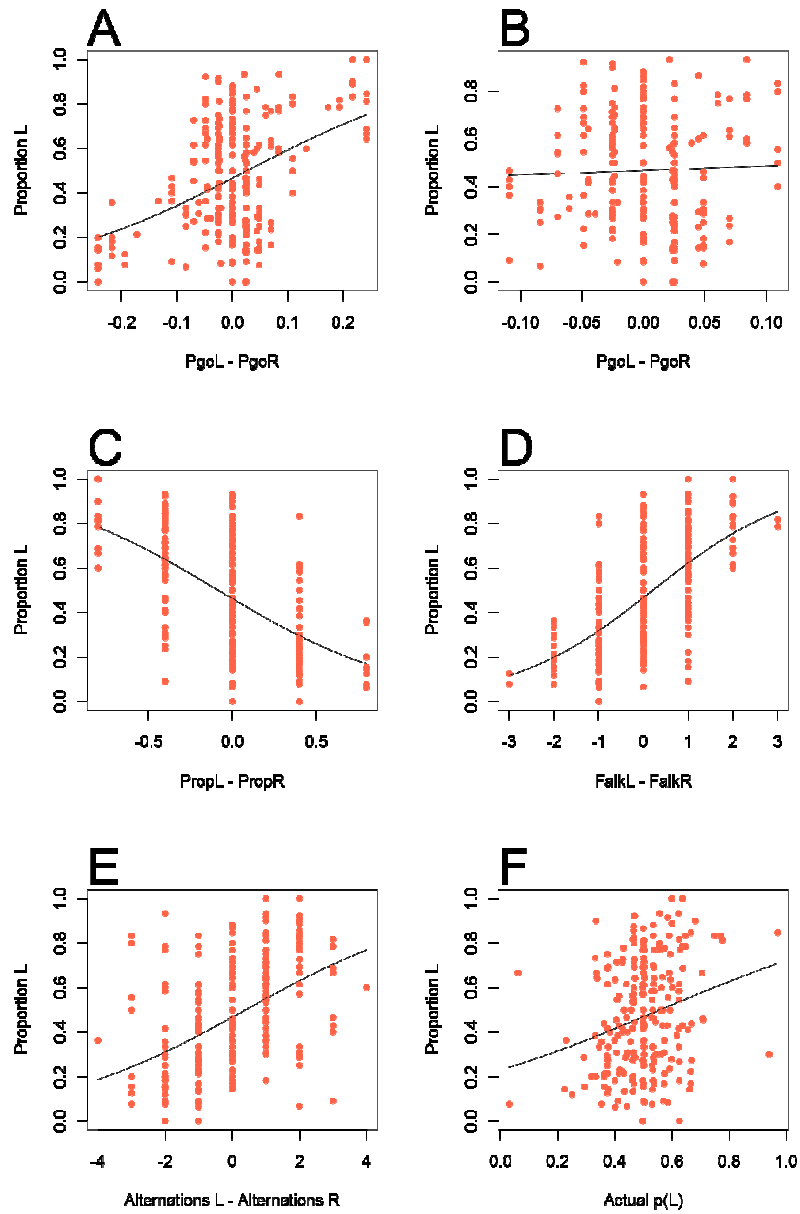 A
B
Proportion L
0.0 0.2 0.4 0.6 0.8 1.0
-0.2 -0.1 0.0 0.1 0.2
PgcL - PgcR
Proportion L
0.0 0.2 0.4 0.6 0.8
-0.10 -0.05 0.00 0.05 0.10
PgcL - PgcR
C
D
Proportion L
0.0 0.2 0.4 0.6 0.8 1.0
-0.5 0.0 0.5
PropL - PropR
Proportion L
0.0 0.2 0.4 0.6 0.8 1.0
-3 -2 -1 0 1 2 3
FalkL - FalkR
E
F
Proportion L
0.0 0.2 0.4 0.6 0.8 1.0
-4 -2 0 2 4
Alternations L - Alternations R
Proportion L
0.0 0.2 0.4 0.6 0.8 1.0
0.0 0.2 0.4 0.6 0.8 1.0
Actual p(L)